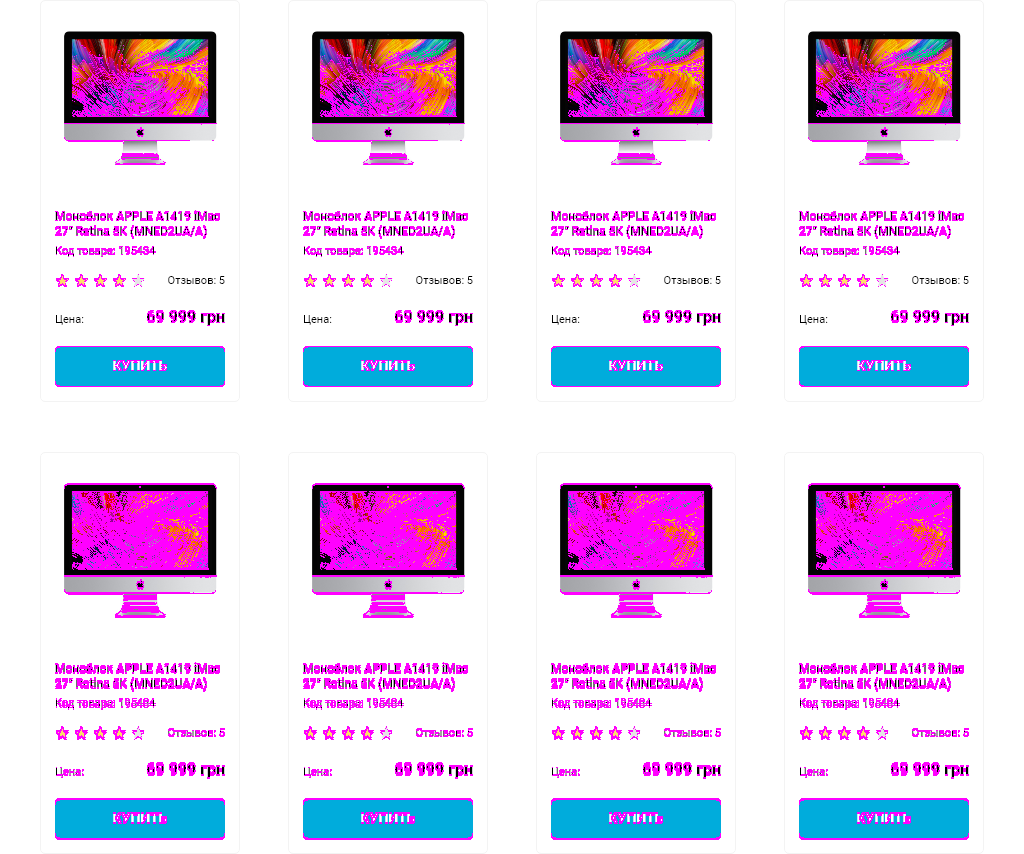 Моноблок APPLE A1419 iMac
27” Retina 5K (MNED2UA/A)
Код товара: 195434
Отзывов: 5
Цена: 69 999 грн
КУПИТЬ
Моноблок APPLE A1419 iMac
27” Retina 5K (MNED2UA/A)
Код товара: 195434
Отзывов: 5
Цена: 69 999 грн
КУПИТЬ
Моноблок APPLE A1419 iMac
27” Retina 5K (MNED2UA/A)
Код товара: 195434
Отзывов: 5
Цена: 69 999 грн
КУПИТЬ
Моноблок APPLE A1419 iMac
27” Retina 5K (MNED2UA/A)
Код товара: 195434
Отзывов: 5
Цена: 69 999 грн
КУПИТЬ
Моноблок APPLE A1419 iMac
27” Retina 5K (MNED2UA/A)
Код товара: 195434
Отзывов: 5
Цена: 69 999 грн
КУПИТЬ
Моноблок APPLE A1419 iMac
27” Retina 5K (MNED2UA/A)
Код товара: 195434
Отзывов: 5
Цена: 69 999 грн
КУПИТЬ
Моноблок APPLE A1419 iMac
27” Retina 5K (MNED2UA/A)
Код товара: 195434
Отзывов: 5
Цена: 69 999 грн
КУПИТЬ
Моноблок APPLE A1419 iMac
27” Retina 5K (MNED2UA/A)
Код товара: 195434
Отзывов: 5
Цена: 69 999 грн
КУПИТЬ